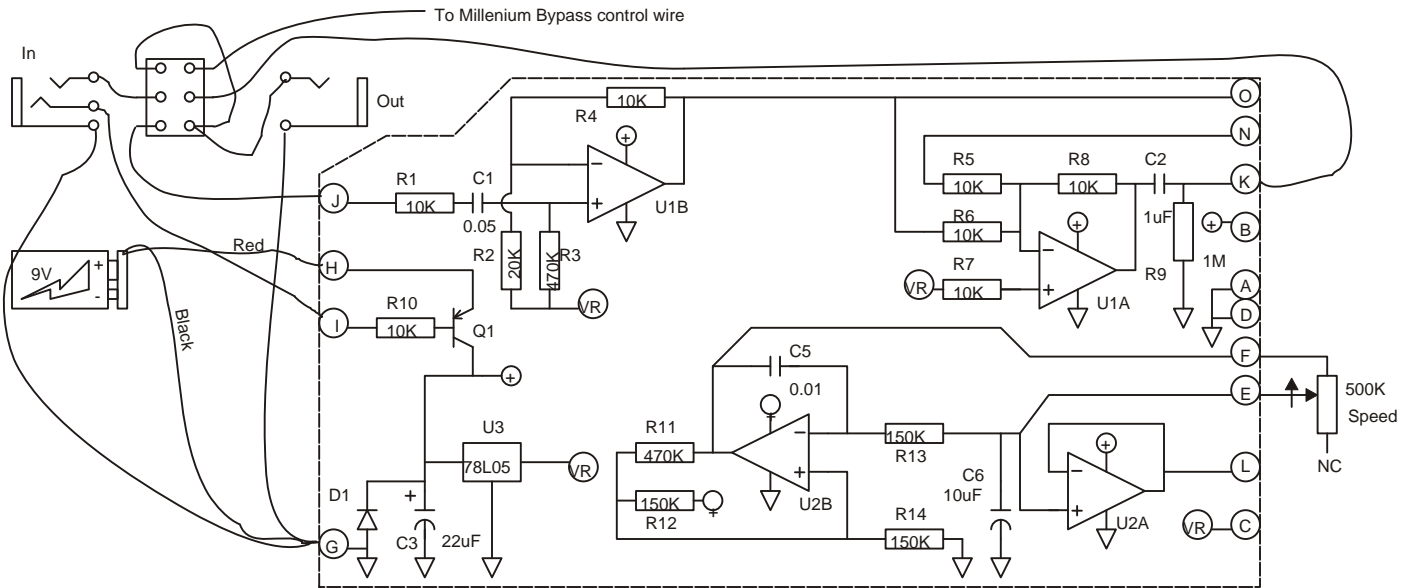 To Millenium Bypass control wire
In
Out
O
N
K
B
A
D
F
E
L
C
R4
10K
U1B
R1
10K
C1
0.05
R2
20K
470K
R3
VR
R5
10K
R8
10K
C2
1uF
R6
10K
R7
10K
VR
U1A
R9
1M
J
H
I
G
Red
9V
+
-
Black
R10
10K
Q1
U3
78L05
VR
D1
+
C3
22uF
C5
0.01
R11
470K
150K
R12
U2B
150K
R13
C6
10uF
R14
150K
U2A
VR
500K
Speed
NC